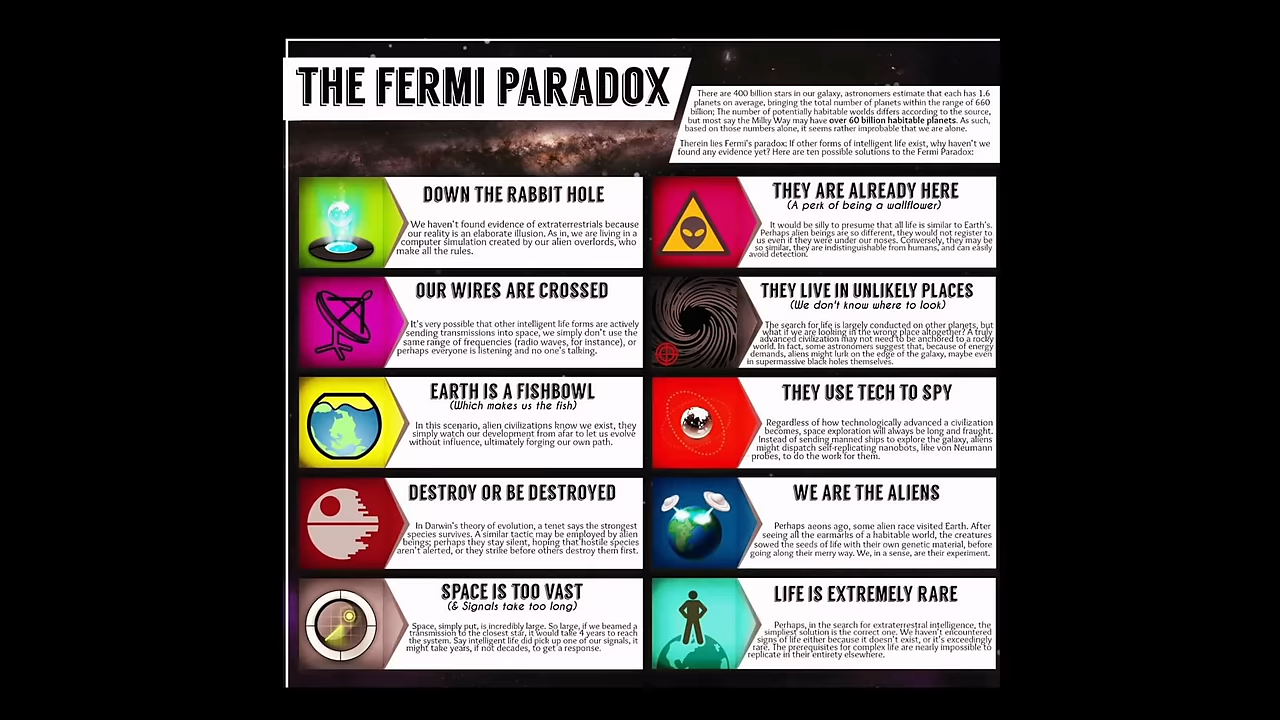 THE FERMI PARADOX
There are 400 billion stars in our galaxy, astronomers estimate that each has 1.6
planets on average, bringing the total number of planets within the range of 660
billion; The number of potentially habitable worlds differs according to the source,
but most say the Milky Way may have over 60 billion habitable planets. As such,
based on those numbers alone, it seems rather improbable that we are alone.
Therein lies Fermi's paradox: If other forms of intelligent life exist, why haven't we
found any evidence yet? Here are ten possible solutions to the Fermi Paradox:
DOWN THE RABBIT HOLE
We haven't found evidence of extraterrestrials because
our reality is an elaborate illusion. As in, we are living in a
computer simulation created by our alien overlords, who
make all the rules.
THEY ARE ALREADY HERE
(A perk of being a wallflower)
It would be silly to presume that all life is similar to Earth's.
Perhaps alien beings are so different, they would not register to
us even if they were under our noses. Conversely, they may be
so similar, they are indistinguishable from humans, and can easily
avoid detection.
OUR WIRES ARE CROSSED
It's very possible that other intelligent life forms are actively
sending transmissions into space, we simply don't use the
same range of frequencies (radio waves, for instance), or
perhaps everyone is listening and no one's talking.
THEY LIVE IN UNLIKELY PLACES
(We don't know where to look)
The search for life is largely conducted on other planets, but
what if we are looking in the wrong place altogether? A truly
advanced civilization may not need to be anchored to a rocky
world. In fact, some astronomers suggest that, because of energy
demands, aliens might lurk on the edge of the galaxy, maybe even
in supermassive black holes themselves.
EARTH IS A FISHBOWL
(Which makes us the fish)
In this scenario, alien civilizations know we exist, they
simply watch our development from afar to let us evolve
without influence, ultimately forging our own path.
THEY USE TECH TO SPY
Regardless of how technologically advanced a civilization
becomes, space exploration will always be long and fraught.
Instead of sending manned ships to explore the galaxy, aliens
might dispatch self-replicating nanobots, like von Neumann
probes, to do the work for them.
DESTROY OR BE DESTROYED
In Darwin's theory of evolution, a tenet says the strongest
species survives. A similar tactic may be employed by alien
beings; perhaps they stay silent, hoping that hostile species
aren't alerted, or they strike before others destroy them first.
WE ARE THE ALIENS
Perhaps aeons ago, some alien race visited Earth. After
seeing all the earmarks of a habitable world, the creatures
sowed the seeds of life with their own genetic material, before
going along their merry way. We, in a sense, are their experiment.
SPACE IS TOO VAST
(& Signals take too long)
Space, simply put, is incredibly large. So large, if we beamed a
transmission to the closest star, it would take 4 years to reach
the system. Say intelligent life did pick up one of our signals, it
might take years, if not decades, to get a response.
LIFE IS EXTREMELY RARE
Perhaps, in the search for extraterrestrial intelligence, the
simpliest solution is the correct one. We haven't encountered
signs of life either because it doesn't exist, or it's exceedingly
rare. The prerequisites for complex life are nearly impossible to
replicate in their entirety elsewhere.